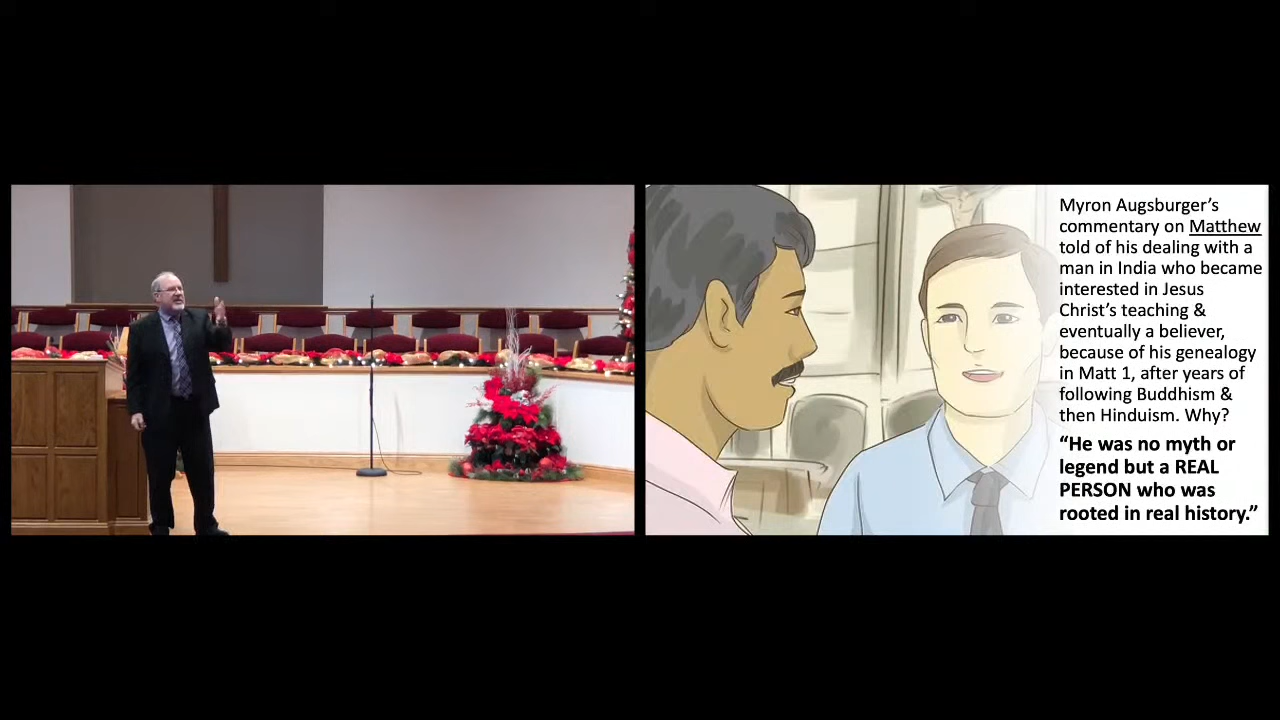 Myron Augsburger’s
commentary on Matthew
told of his dealing with a
man in India who became
interested in Jesus
Christ’s teaching &
eventually a believer,
because of his genealogy
in Matt 1, after years of
following Buddhism &
then Hinduism. Why?
“He was no myth or
legend but a REAL
PERSON who was
rooted in real history.”